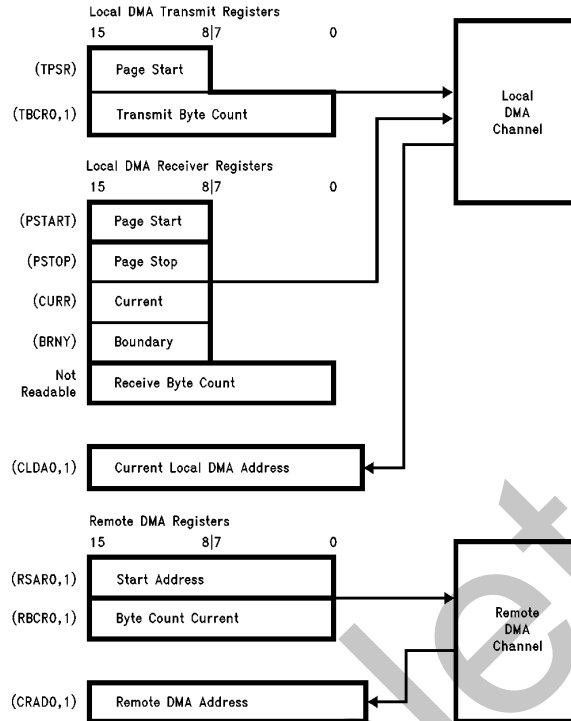 Local DMA Transmit Registers
15 8|7 0
(TPSR) Page Start
(TBCR0,1) Transmit Byte Count
Local DMA Channel
Local DMA Receiver Registers
15 8|7 0
(PSTART) Page Start
(PSTOP) Page Stop
(CURR) Current
(BRNY) Boundary
Not Readable Receive Byte Count
(CLDA0,1) Current Local DMA Address
Remote DMA Registers
15 8|7 0
(RSAR0,1) Start Address
(RBCR0,1) Byte Count Current
Remote DMA Channel
(CRAD0,1) Remote DMA Address